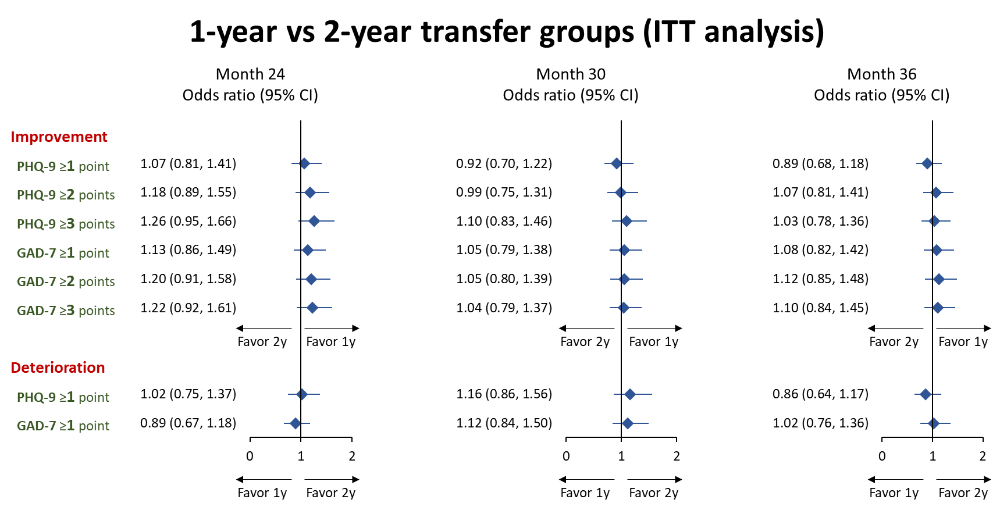 1-year vs 2-year transfer groups (ITT analysis)
Month 24
Odds ratio (95% CI)
Month 30
Odds ratio (95% CI)
Month 36
Odds ratio (95% CI)
Improvement
PHQ-9 ≥1 point 1.07 (0.81, 1.41) 0.92 (0.70, 1.22) 0.89 (0.68, 1.18)
PHQ-9 ≥2 points 1.18 (0.89, 1.55) 0.99 (0.75, 1.31) 1.07 (0.81, 1.41)
PHQ-9 ≥3 points 1.26 (0.95, 1.66) 1.10 (0.83, 1.46) 1.03 (0.78, 1.36)
GAD-7 ≥1 point 1.13 (0.86, 1.49) 1.05 (0.79, 1.38) 1.08 (0.82, 1.42)
GAD-7 ≥2 points 1.20 (0.91, 1.58) 1.05 (0.80, 1.39) 1.12 (0.85, 1.48)
GAD-7 ≥3 points 1.22 (0.92, 1.61) 1.04 (0.79, 1.37) 1.10 (0.84, 1.45)
Favor 2y Favor 1y Favor 2y Favor 1y Favor 2y Favor 1y
Deterioration
PHQ-9 ≥1 point 1.02 (0.75, 1.37) 1.16 (0.86, 1.56) 0.86 (0.64, 1.17)
GAD-7 ≥1 point 0.89 (0.67, 1.18) 1.12 (0.84, 1.50) 1.02 (0.76, 1.36)
0 1 2 0 1 2 0 1 2
Favor 1y Favor 2y Favor 1y Favor 2y Favor 1y Favor 2y